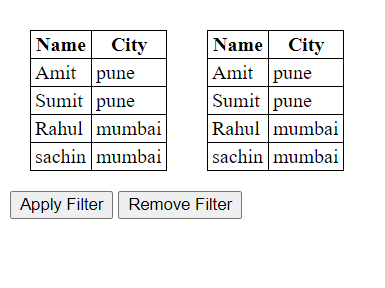 Name City Name City
Amit pune Amit pune
Sumit pune Sumit pune
Rahul mumbai Rahul mumbai
sachin mumbai sachin mumbai
Apply Filter Remove Filter